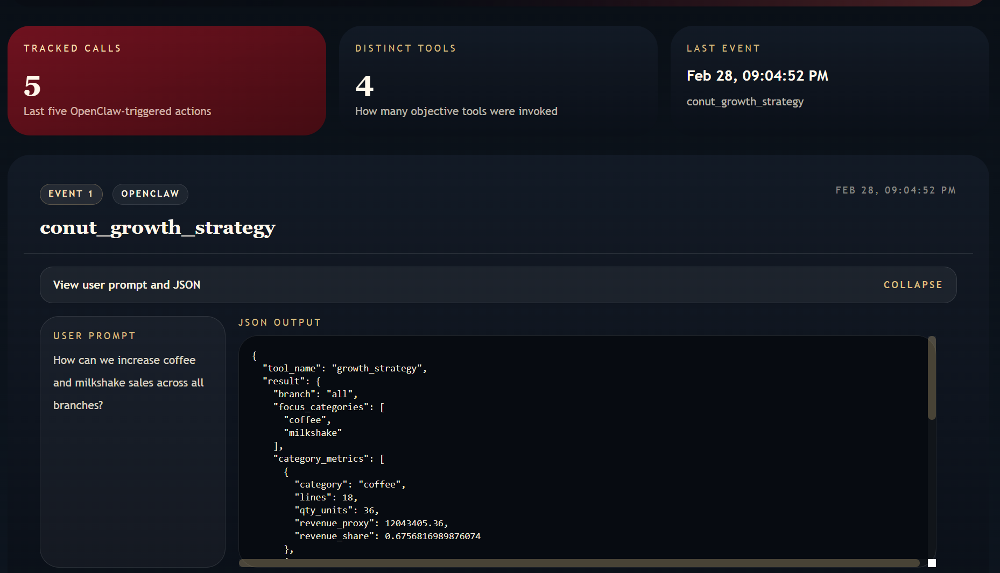 TRACKED CALLS
5
Last five OpenClaw-triggered actions
DISTINCT TOOLS
4
How many objective tools were invoked
LAST EVENT
Feb 28, 09:04:52 PM
conut_growth_strategy
EVENT 1
OPENCLAW
FEB 28, 09:04:52 PM
conut_growth_strategy
View user prompt and JSON
COLLAPSE
USER PROMPT
How can we increase coffee
and milkshake sales across all
branches?
JSON OUTPUT
{
  "tool_name": "growth_strategy",
  "result": {
    "branch": "all",
    "focus_categories": [
      "coffee",
      "milkshake"
    ],
    "category_metrics": [
      {
        "category": "coffee",
        "lines": 18,
        "qty_units": 36,
        "revenue_proxy": 12043405.36,
        "revenue_share": 0.6756816989876074
      },